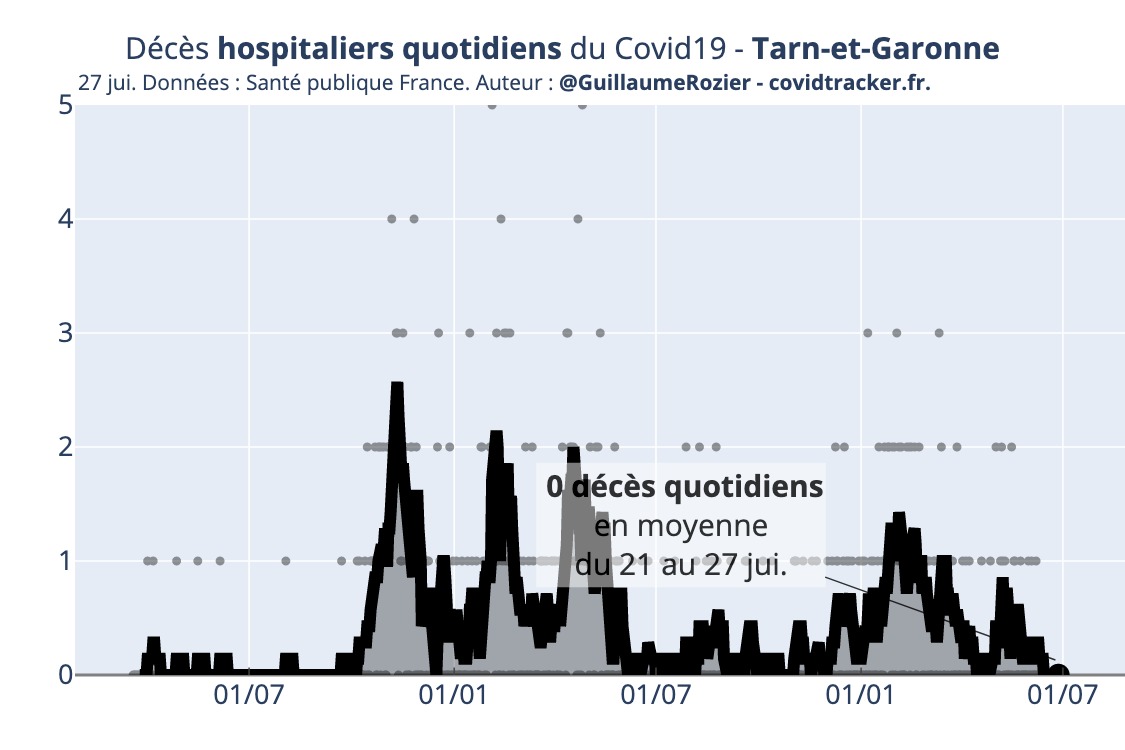 Décès hospitaliers quotidiens du Covid19 - Tarn-et-Garonne
27 jui. Données : Santé publique France. Auteur : @GuillaumeRozier - covidtracker.fr.
5
4
3
2
0 décès quotidiens
en moyenne
1
du 21 au 27 jui.
0
01/07
01/01
01/07
01/01
01/07